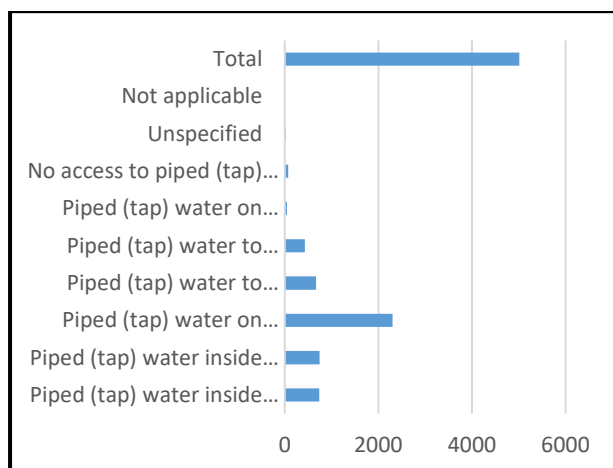 Total
Not applicable
Unspecified
No access to piped (tap)...
Piped (tap) water on...
Piped (tap) water to...
Piped (tap) water to...
Piped (tap) water on...
Piped (tap) water inside...
Piped (tap) water inside...
0 2000 4000 6000